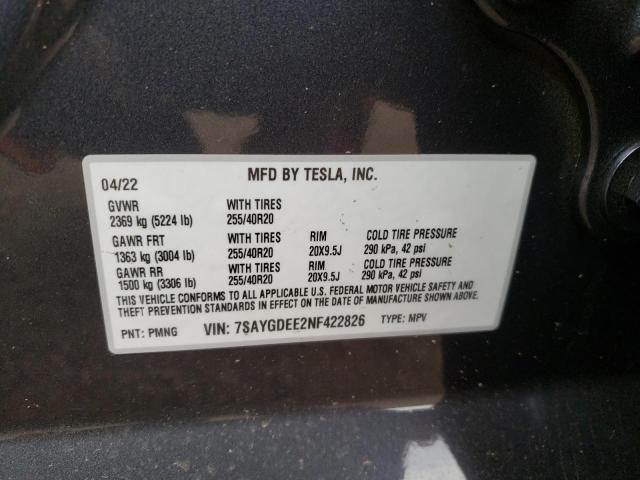 MFD BY TESLA, INC.
04/22
GVWR WITH TIRES
2369 kg (5224 lb) 255/40R20
GAWR FRT WITH TIRES RIM COLD TIRE PRESSURE
1363 kg (3004 lb) 255/40R20 20X9.5J 290 kPa, 42 psi
GAWR RR WITH TIRES RIM COLD TIRE PRESSURE
1500 kg (3306 lb) 255/40R20 20X9.5J 290 kPa, 42 psi
THIS VEHICLE CONFORMS TO ALL APPLICABLE U.S. FEDERAL MOTOR VEHICLE SAFETY AND
THEFT PREVENTION STANDARDS IN EFFECT ON THE DATE OF MANUFACTURE SHOWN ABOVE.
PNT: PMNG VIN: 7SAYGDEE2NF422826 TYPE: MPV